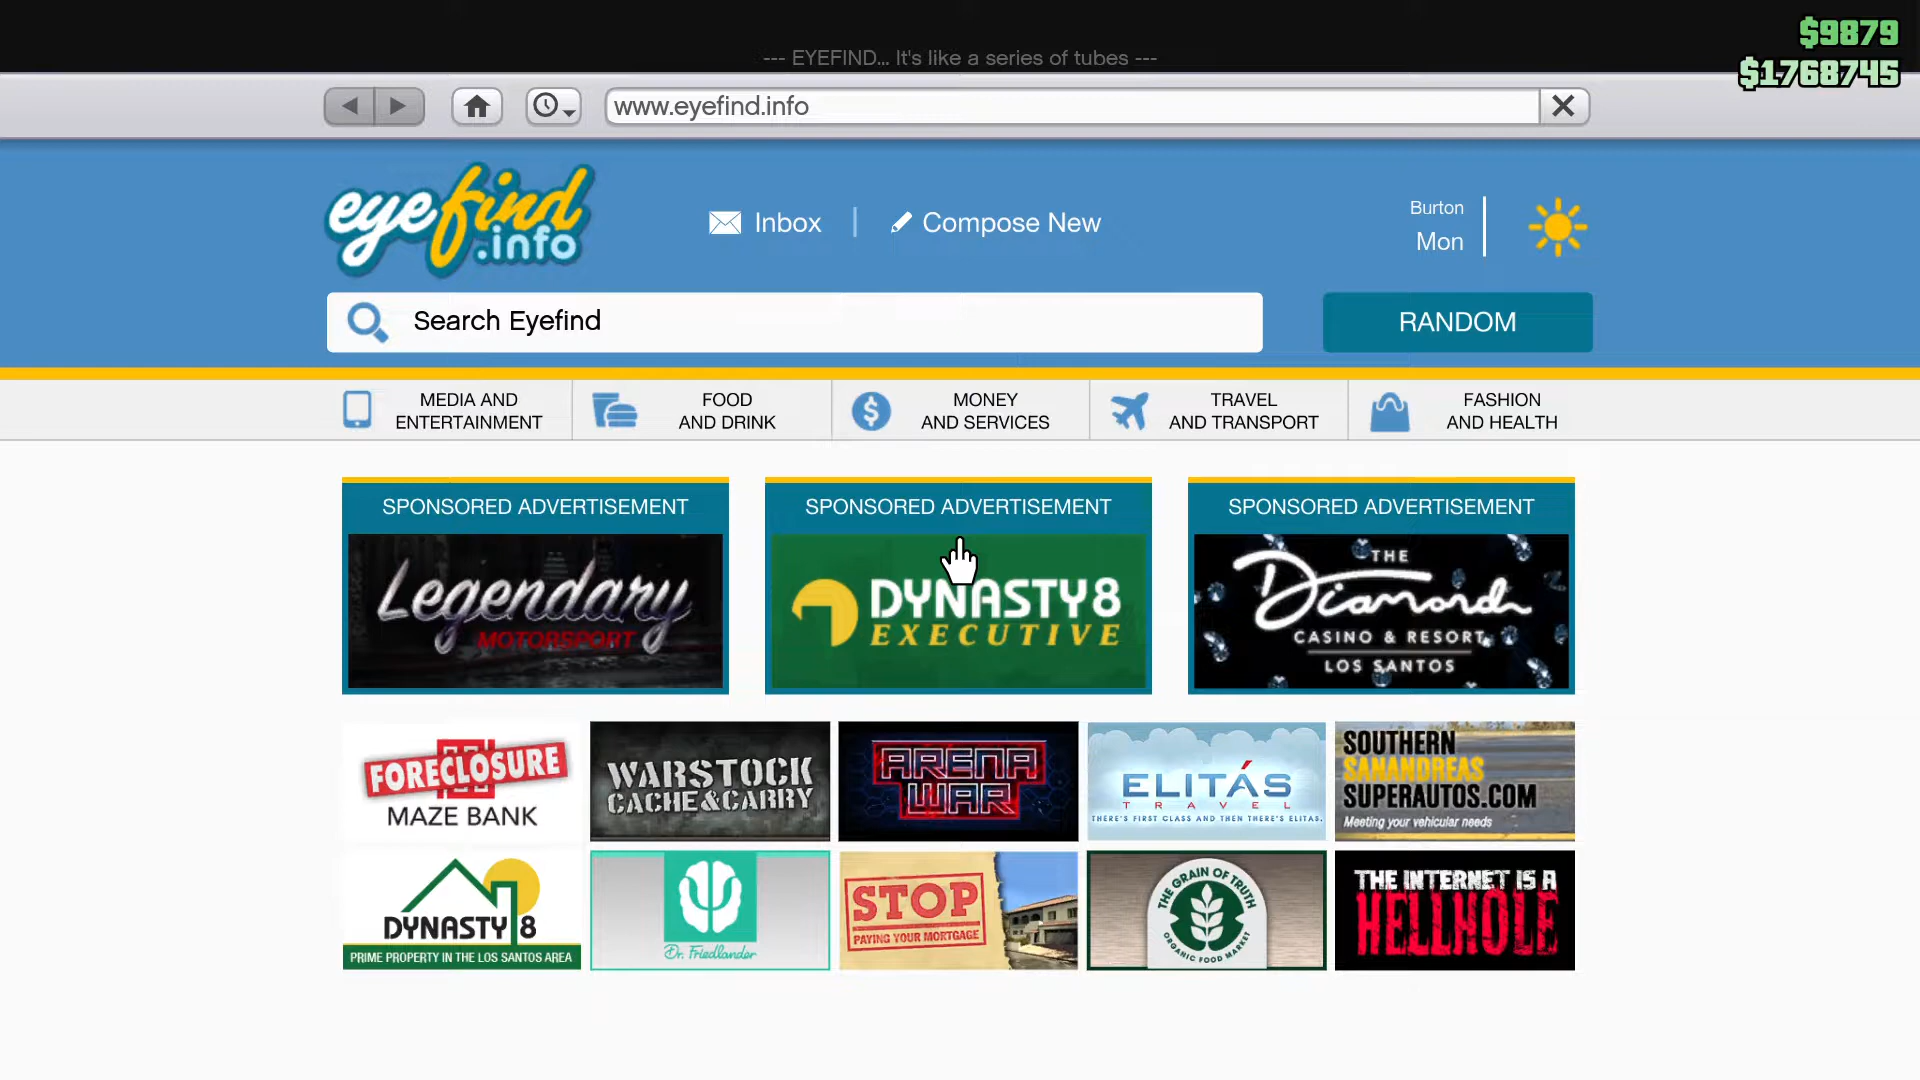 $9879
--- EYEFIND... It's like a series of tubes ---
$1768745
www.eyefind.info
eyefind
.info
Inbox
Compose New
Burton
Mon
Search Eyefind
RANDOM
MEDIA AND
ENTERTAINMENT
FOOD
AND DRINK
MONEY
AND SERVICES
TRAVEL
AND TRANSPORT
FASHION
AND HEALTH
SPONSORED ADVERTISEMENT
Legendary
MOTORSPORT
SPONSORED ADVERTISEMENT
DYNASTY8
EXECUTIVE
SPONSORED ADVERTISEMENT
THE
Diamond
CASINO & RESORT
LOS SANTOS
FORECLOSURE
MAZE BANK
WARSTOCK
CACHE&CARRY
ARENA
WAR
ELITÁS
TRAVEL
THERE'S FIRST CLASS AND THEN THERE'S ELITAS.
SOUTHERN
SANANDREAS
SUPERAUTOS.COM
Meeting your vehicular needs
DYNASTY 8
PRIME PROPERTY IN THE LOS SANTOS AREA
Dr. Friedlander
STOP
PAYING YOUR MORTGAGE
THE GRAIN OF TRUTH
ORGANIC FOOD MARKET
THE INTERNET IS A
HELLHOLE